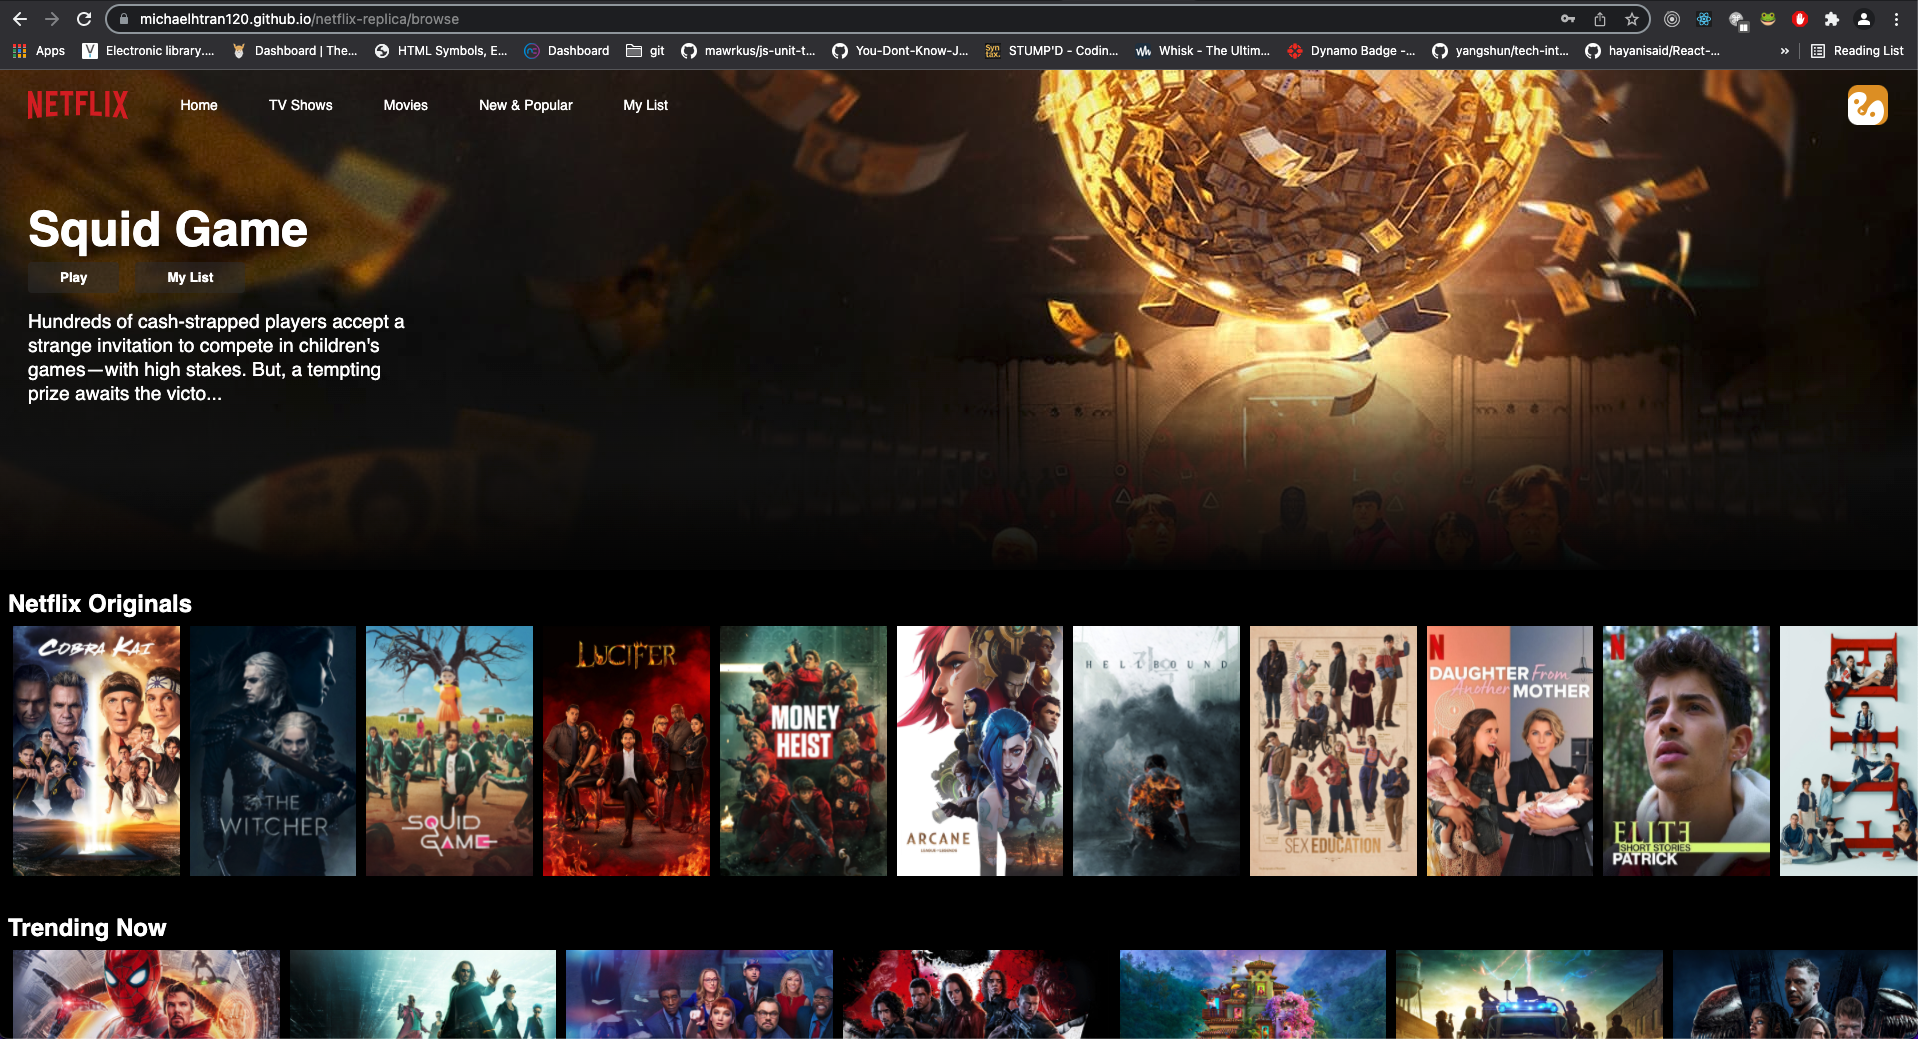 michaelhtran120.github.io/netflix-replica/browse
Apps
Electronic library....
Dashboard | The...
HTML Symbols, E...
Dashboard
git
mawrkus/js-unit-t...
You-Dont-Know-J...
Syntax.
STUMP'D - Codin...
Whisk - The Ultim...
Dynamo Badge -...
yangshun/tech-int...
hayanisaid/React-...
»
Reading List
NETFLIX
Home
TV Shows
Movies
New & Popular
My List
Squid Game
Play
My List
Hundreds of cash-strapped players accept a
strange invitation to compete in children's
games—with high stakes. But, a tempting
prize awaits the victo...
Netflix Originals
COBRA KAI
THE
WITCHER
SQUID
GAME
LUCIFER
MONEY
HEIST
ARCANE
LEAGUE OF LEGENDS
HELLBOUND
SEX EDUCATION
N
DAUGHTER From
Another MOTHER
N
ELITE
SHORT STORIES
PATRICK
ELITE
Trending Now